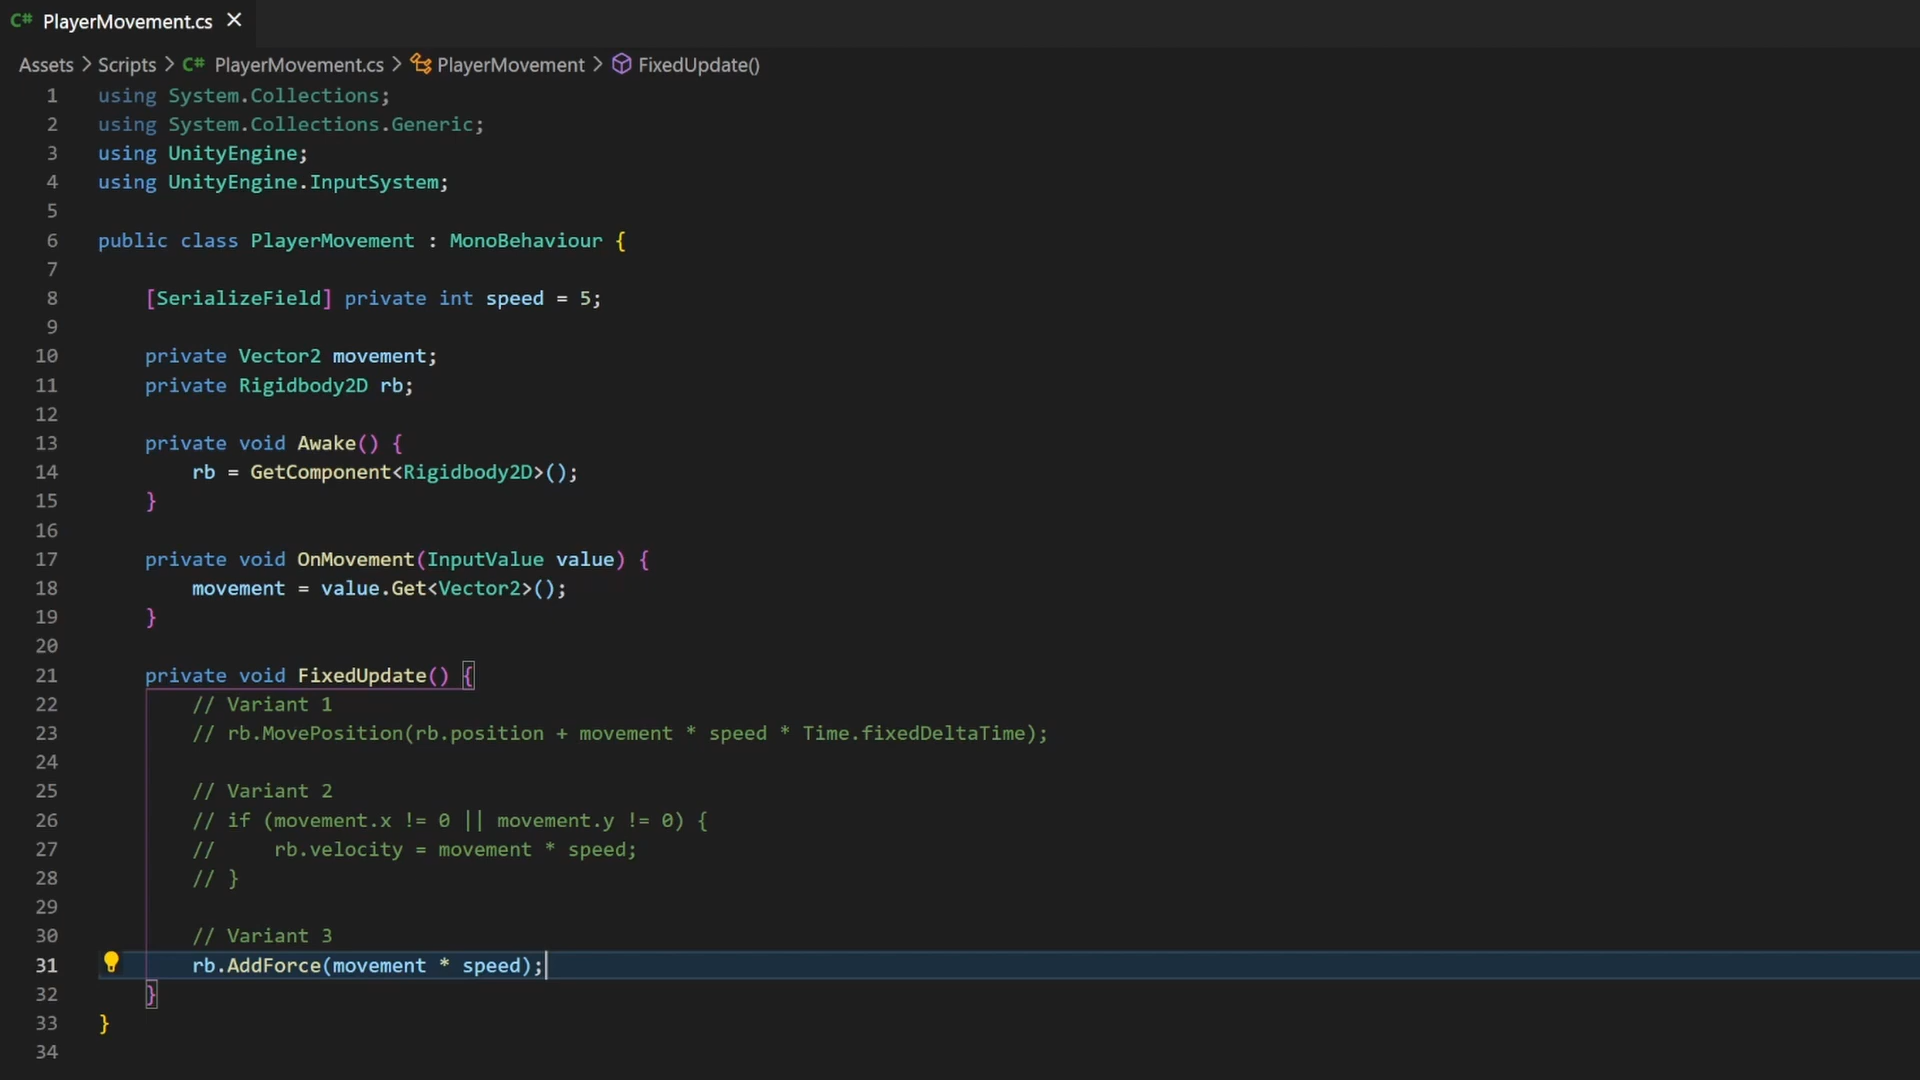 C# PlayerMovement.cs ×
Assets > Scripts > C# PlayerMovement.cs > PlayerMovement > FixedUpdate()
1 using System.Collections;
2 using System.Collections.Generic;
3 using UnityEngine;
4 using UnityEngine.InputSystem;
5
6 public class PlayerMovement : MonoBehaviour {
7
8     [SerializeField] private int speed = 5;
9
10     private Vector2 movement;
11     private Rigidbody2D rb;
12
13     private void Awake() {
14         rb = GetComponent<Rigidbody2D>();
15     }
16
17     private void OnMovement(InputValue value) {
18         movement = value.Get<Vector2>();
19     }
20
21     private void FixedUpdate() {
22         // Variant 1
23         // rb.MovePosition(rb.position + movement * speed * Time.fixedDeltaTime);
24
25         // Variant 2
26         // if (movement.x != 0 || movement.y != 0) {
27         //     rb.velocity = movement * speed;
28         // }
29
30         // Variant 3
31         rb.AddForce(movement * speed);
32     }
33 }
34